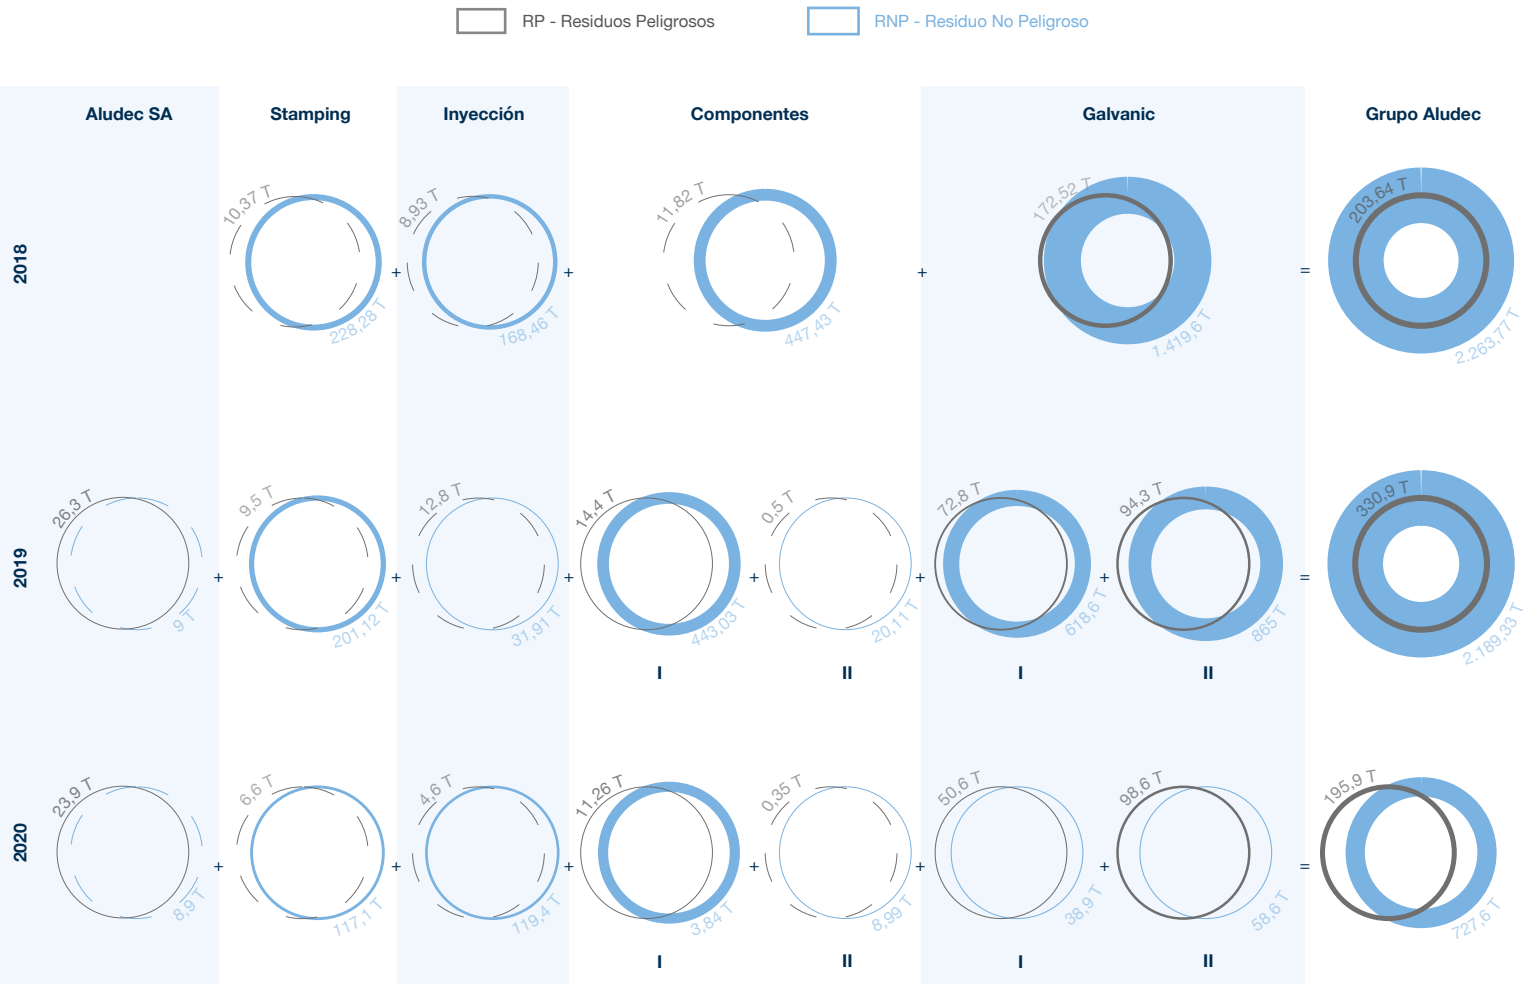 RP - Residuos Peligrosos
RNP - Residuo No Peligroso
Aludec SA
Stamping
Inyección
Componentes
Galvanic
Grupo Aludec
2018
10,37 T
228,28 T
+
8,93 T
168,46 T
+
11,82 T
447,43 T
+
172,52 T
1.419,6 T
=
203,64 T
2.263,77 T
2019
26,3 T
9 T
+
9,5 T
201,12 T
+
12,8 T
31,91 T
+
14,4 T
443,03 T
I
+
0,5 T
20,11 T
II
+
72,8 T
618,6 T
I
+
94,3 T
865 T
II
=
330,9 T
2.189,33 T
2020
23,9 T
8,9 T
+
6,6 T
117,1 T
+
4,6 T
119,4 T
+
11,26 T
3,84 T
I
+
0,35 T
8,99 T
II
+
50,6 T
38,9 T
I
+
98,6 T
58,6 T
II
=
195,9 T
727,6 T